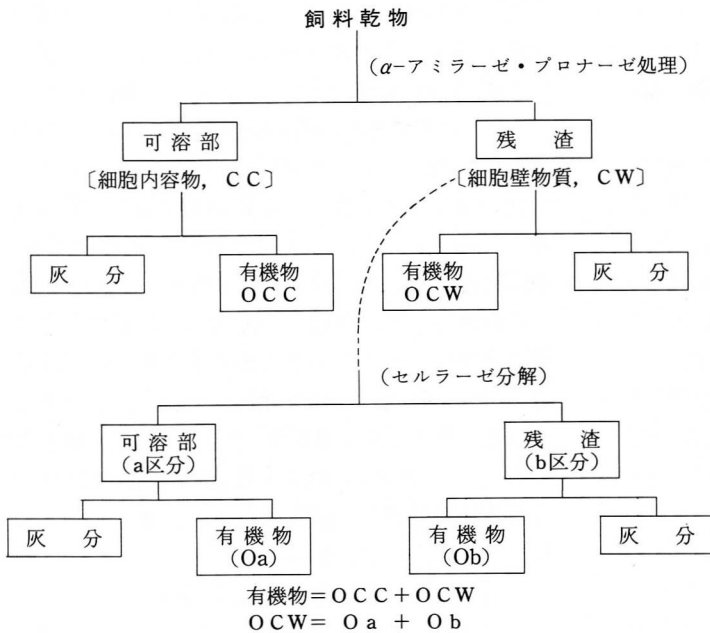 飼料乾物
(α-アミラーゼ・プロナーゼ処理)
可溶部
残 渣
〔細胞内容物, CC〕
〔細胞壁物質, CW〕
灰 分
有機物
OCC
有機物
OCW
灰 分
(セルラーゼ分解)
可溶部
(a区分)
残 渣
(b区分)
灰 分
有機物
(Oa)
有機物
(Ob)
灰 分
有機物=OCC+OCW
OCW= Oa + Ob